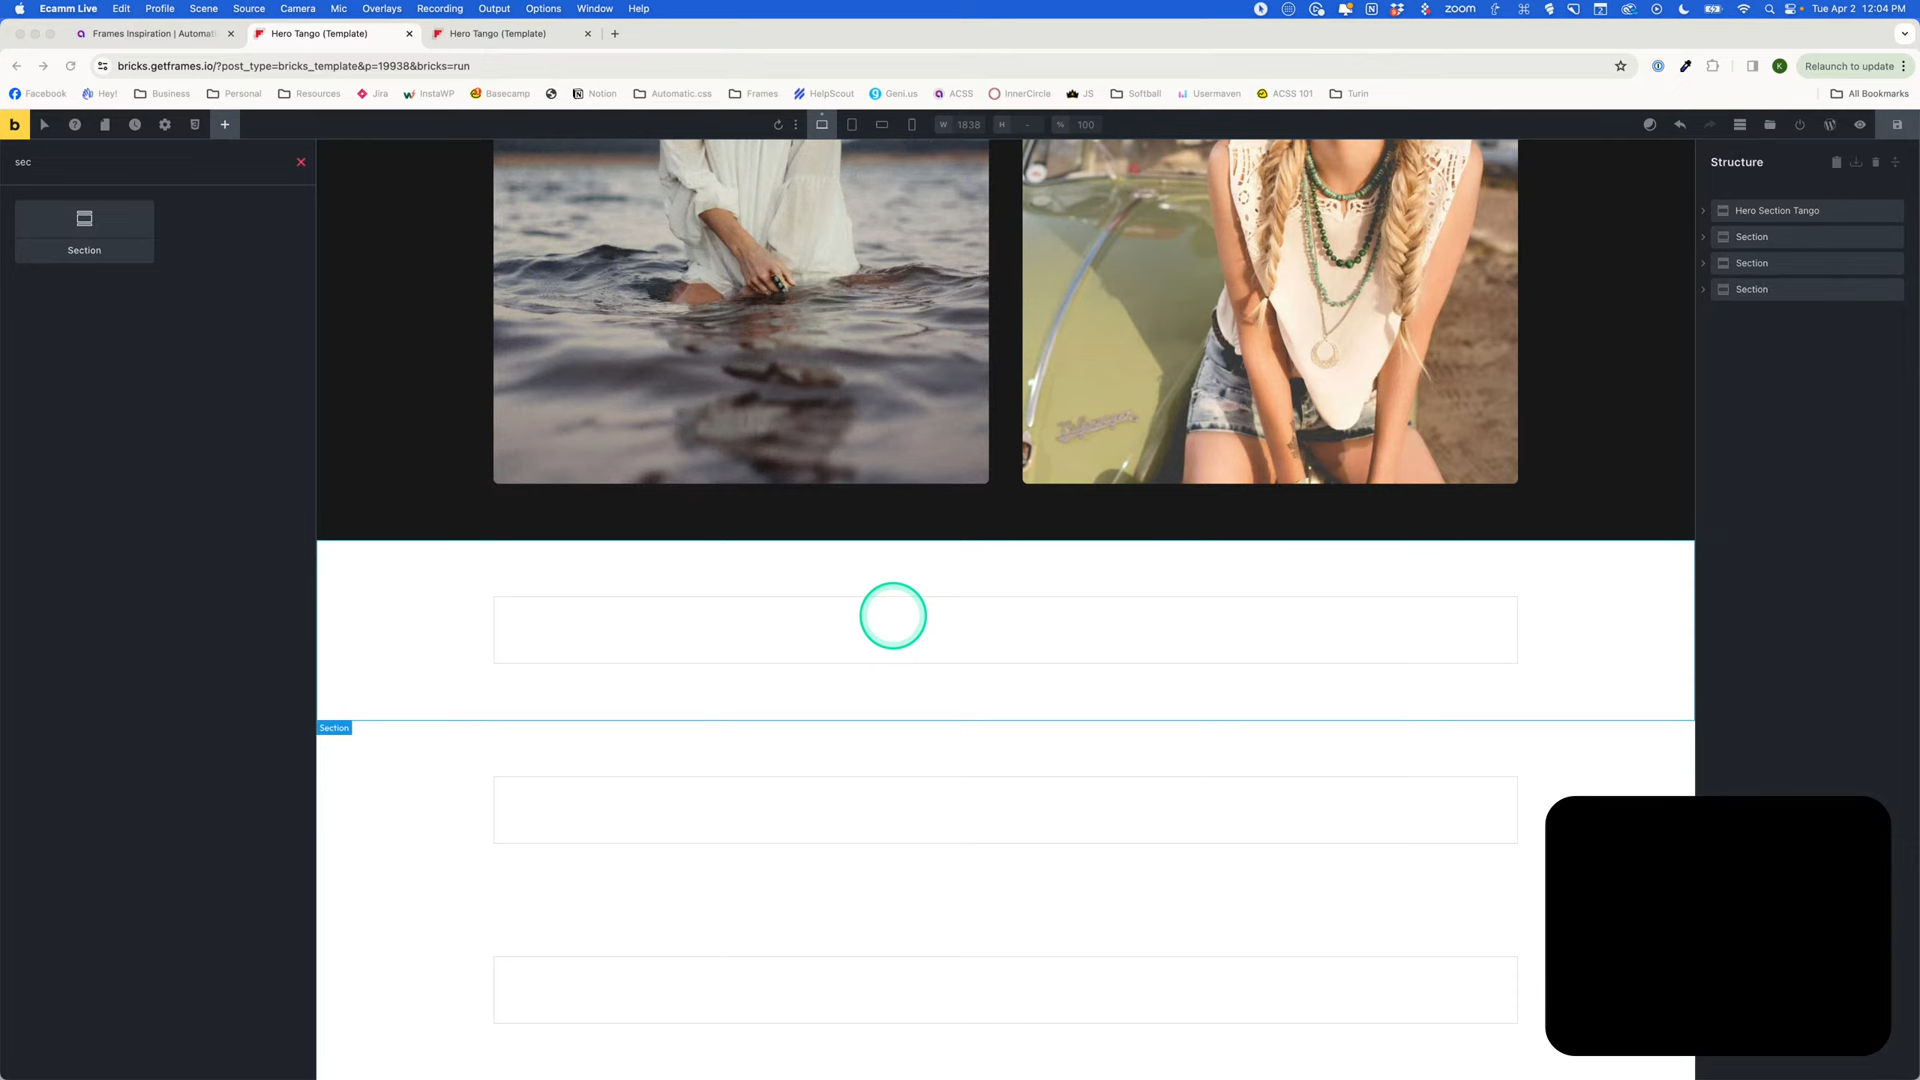 Ecamm Live Edit Profile Scene Source Camera Mic Overlays Recording Output Options Window Help zoom Tue Apr 2 12:04 PM
Frames Inspiration | Automati Hero Tango (Template) Hero Tango (Template)
bricks.getframes.io/?post_type=bricks_template&p=19938&bricks=run Relaunch to update
Facebook Hey! Business Personal Resources Jira InstaWP Basecamp Notion Automatic.css Frames HelpScout Geni.us ACSS InnerCircle JS Softball Usermaven ACSS 101 Turin All Bookmarks
b W 1838 H - % 100
sec
Structure
Section
Hero Section Tango
Section
Section
Section
Volkswagen
Section